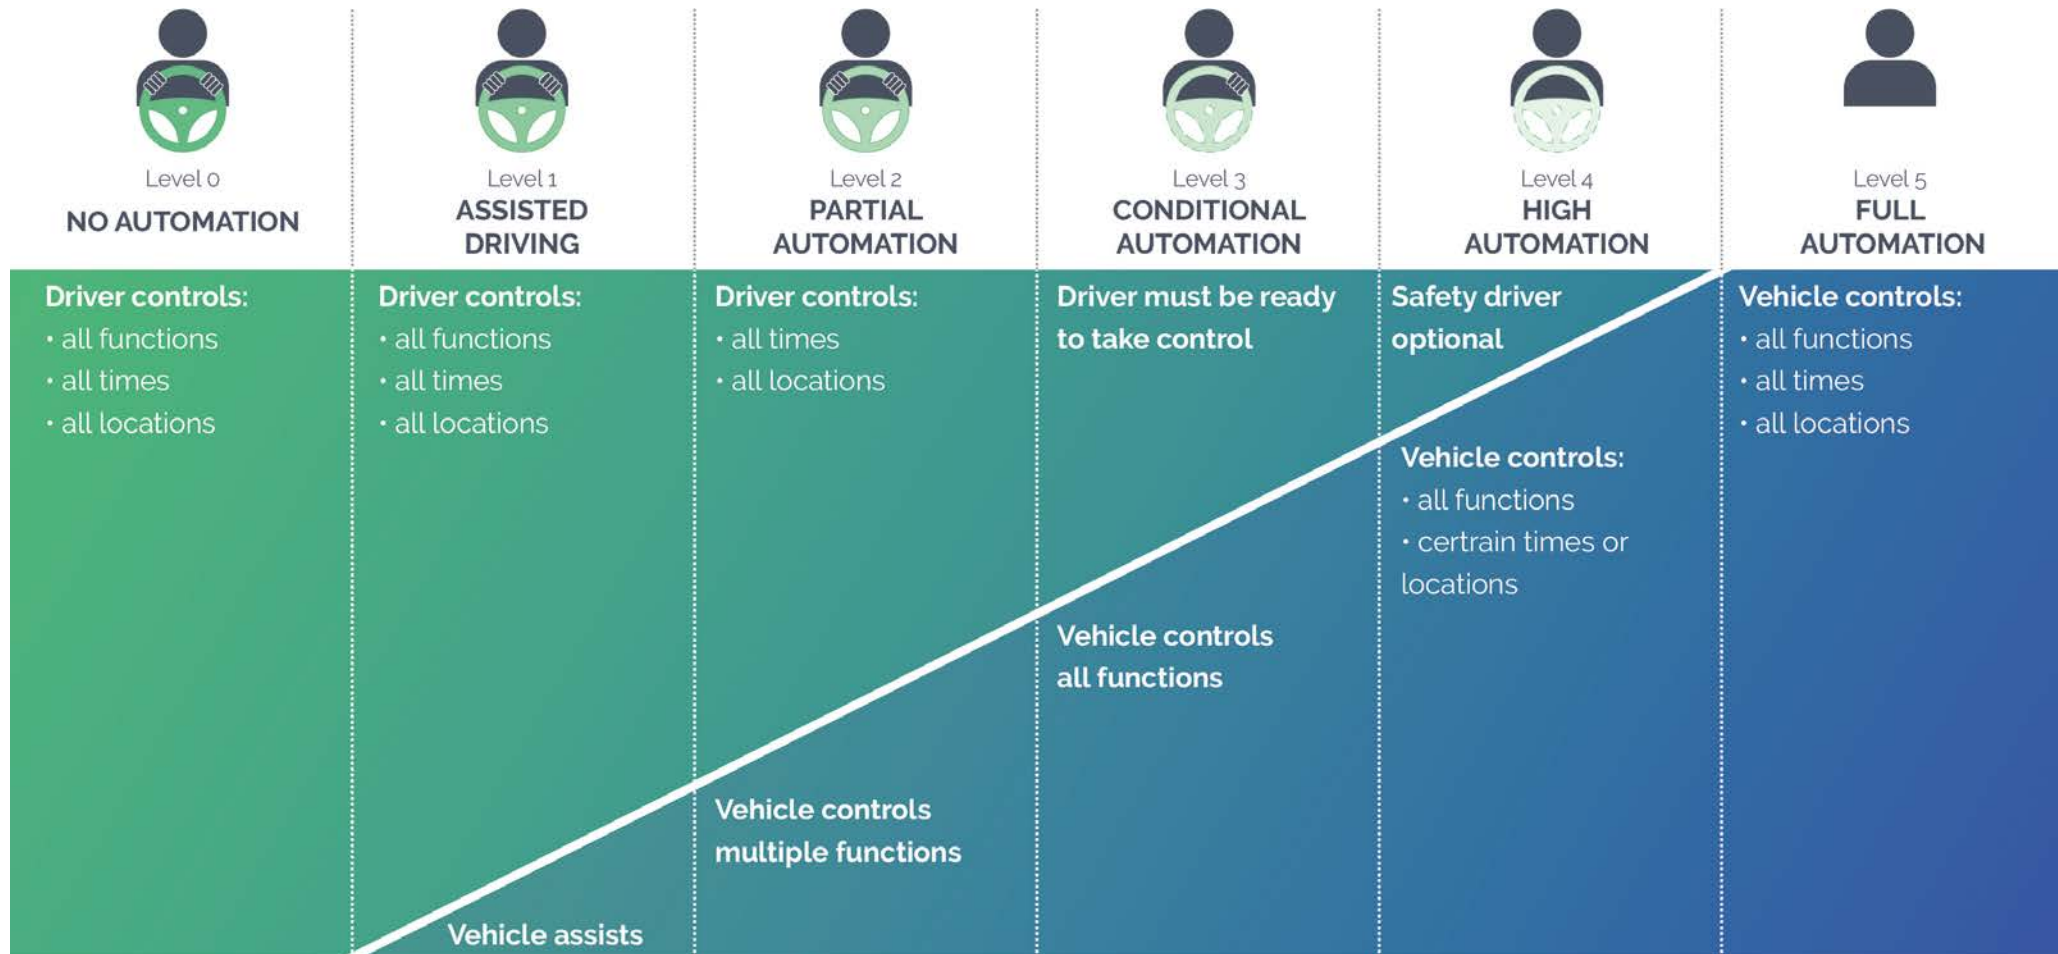 Level 0
NO AUTOMATION
Level 1
ASSISTED
DRIVING
Level 2
PARTIAL
AUTOMATION
Level 3
CONDITIONAL
AUTOMATION
Level 4
HIGH
AUTOMATION
Level 5
FULL
AUTOMATION
Driver controls:
• all functions
• all times
• all locations
Driver controls:
• all functions
• all times
• all locations
Vehicle assists
Driver controls:
• all times
• all locations
Vehicle controls
multiple functions
Driver must be ready
to take control
Vehicle controls
all functions
Safety driver
optional
Vehicle controls:
• all functions
• certrain times or
locations
Vehicle controls:
• all functions
• all times
• all locations